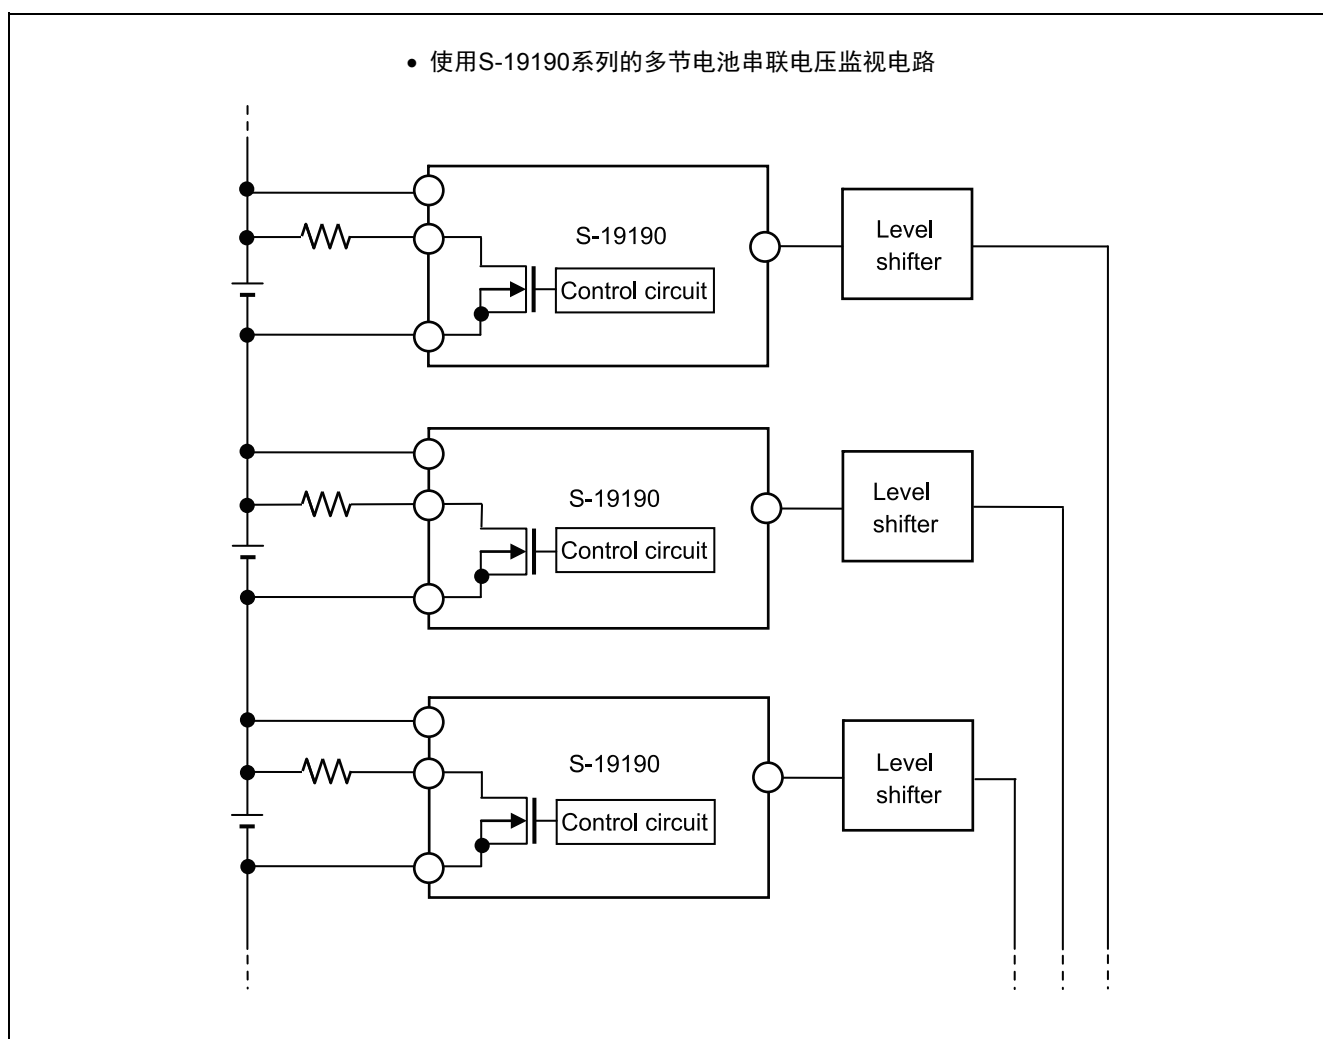 • 使用S-19190系列的多节电池串联电压监视电路
S-19190
Control circuit
Level
shifter
S-19190
Control circuit
Level
shifter
S-19190
Control circuit
Level
shifter